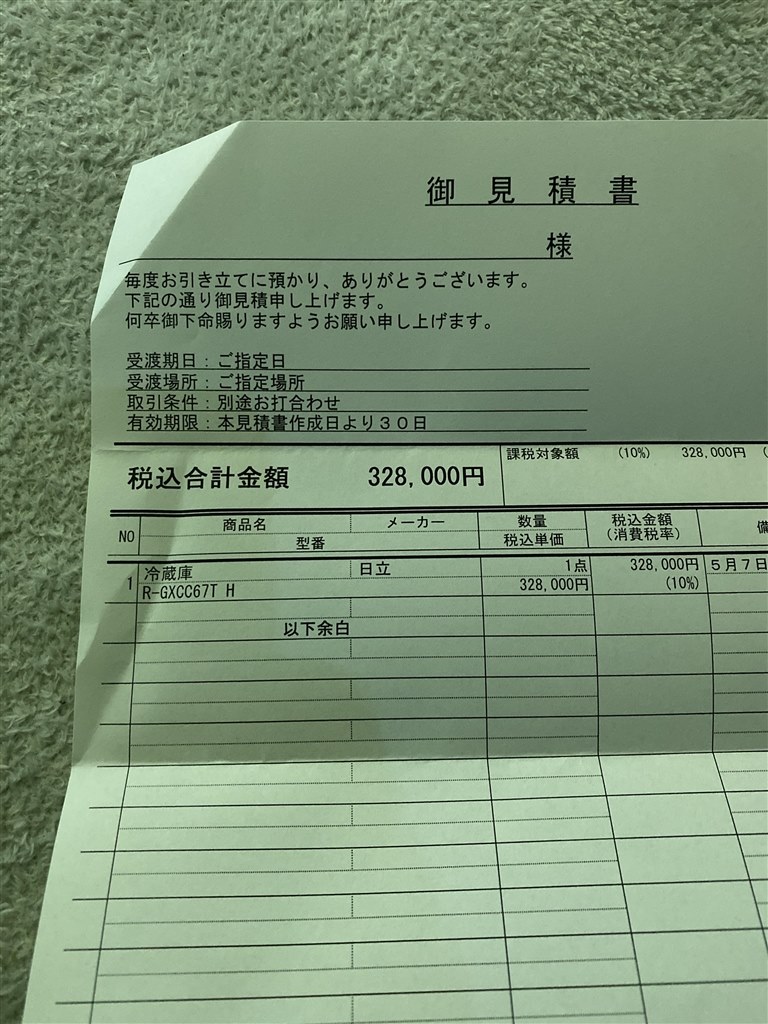 御見積書
様
毎度お引き立てに預かり、ありがとうございます。
下記の通り御見積申し上げます。
何卒御下命賜りますようお願い申し上げます。
受渡期日：ご指定日
受渡場所：ご指定場所
取引条件：別途お打合わせ
有効期限：本見積書作成日より３０日
税込合計金額 328,000円 課税対象額 (10%) 328,000円 (
NO 商品名 メーカー 数量 税込金額 備
型番 税込単価 (消費税率)
1 冷蔵庫 日立 1点 328,000円 5月7日
R-GXCC67T H 328,000円 (10%)
以下余白